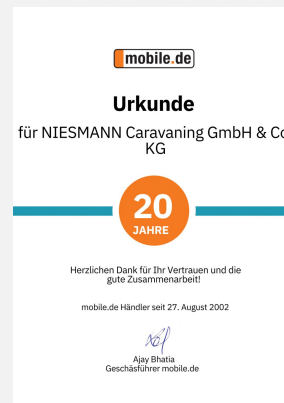 mobile.de
Urkunde
für NIESMANN Caravaning GmbH & Co
KG
20
JAHRE
Herzlichen Dank für Ihr Vertrauen und die
gute Zusammenarbeit!
mobile.de Händler seit 27. August 2002
Ajay Bhatia
Geschäsführer mobile.de